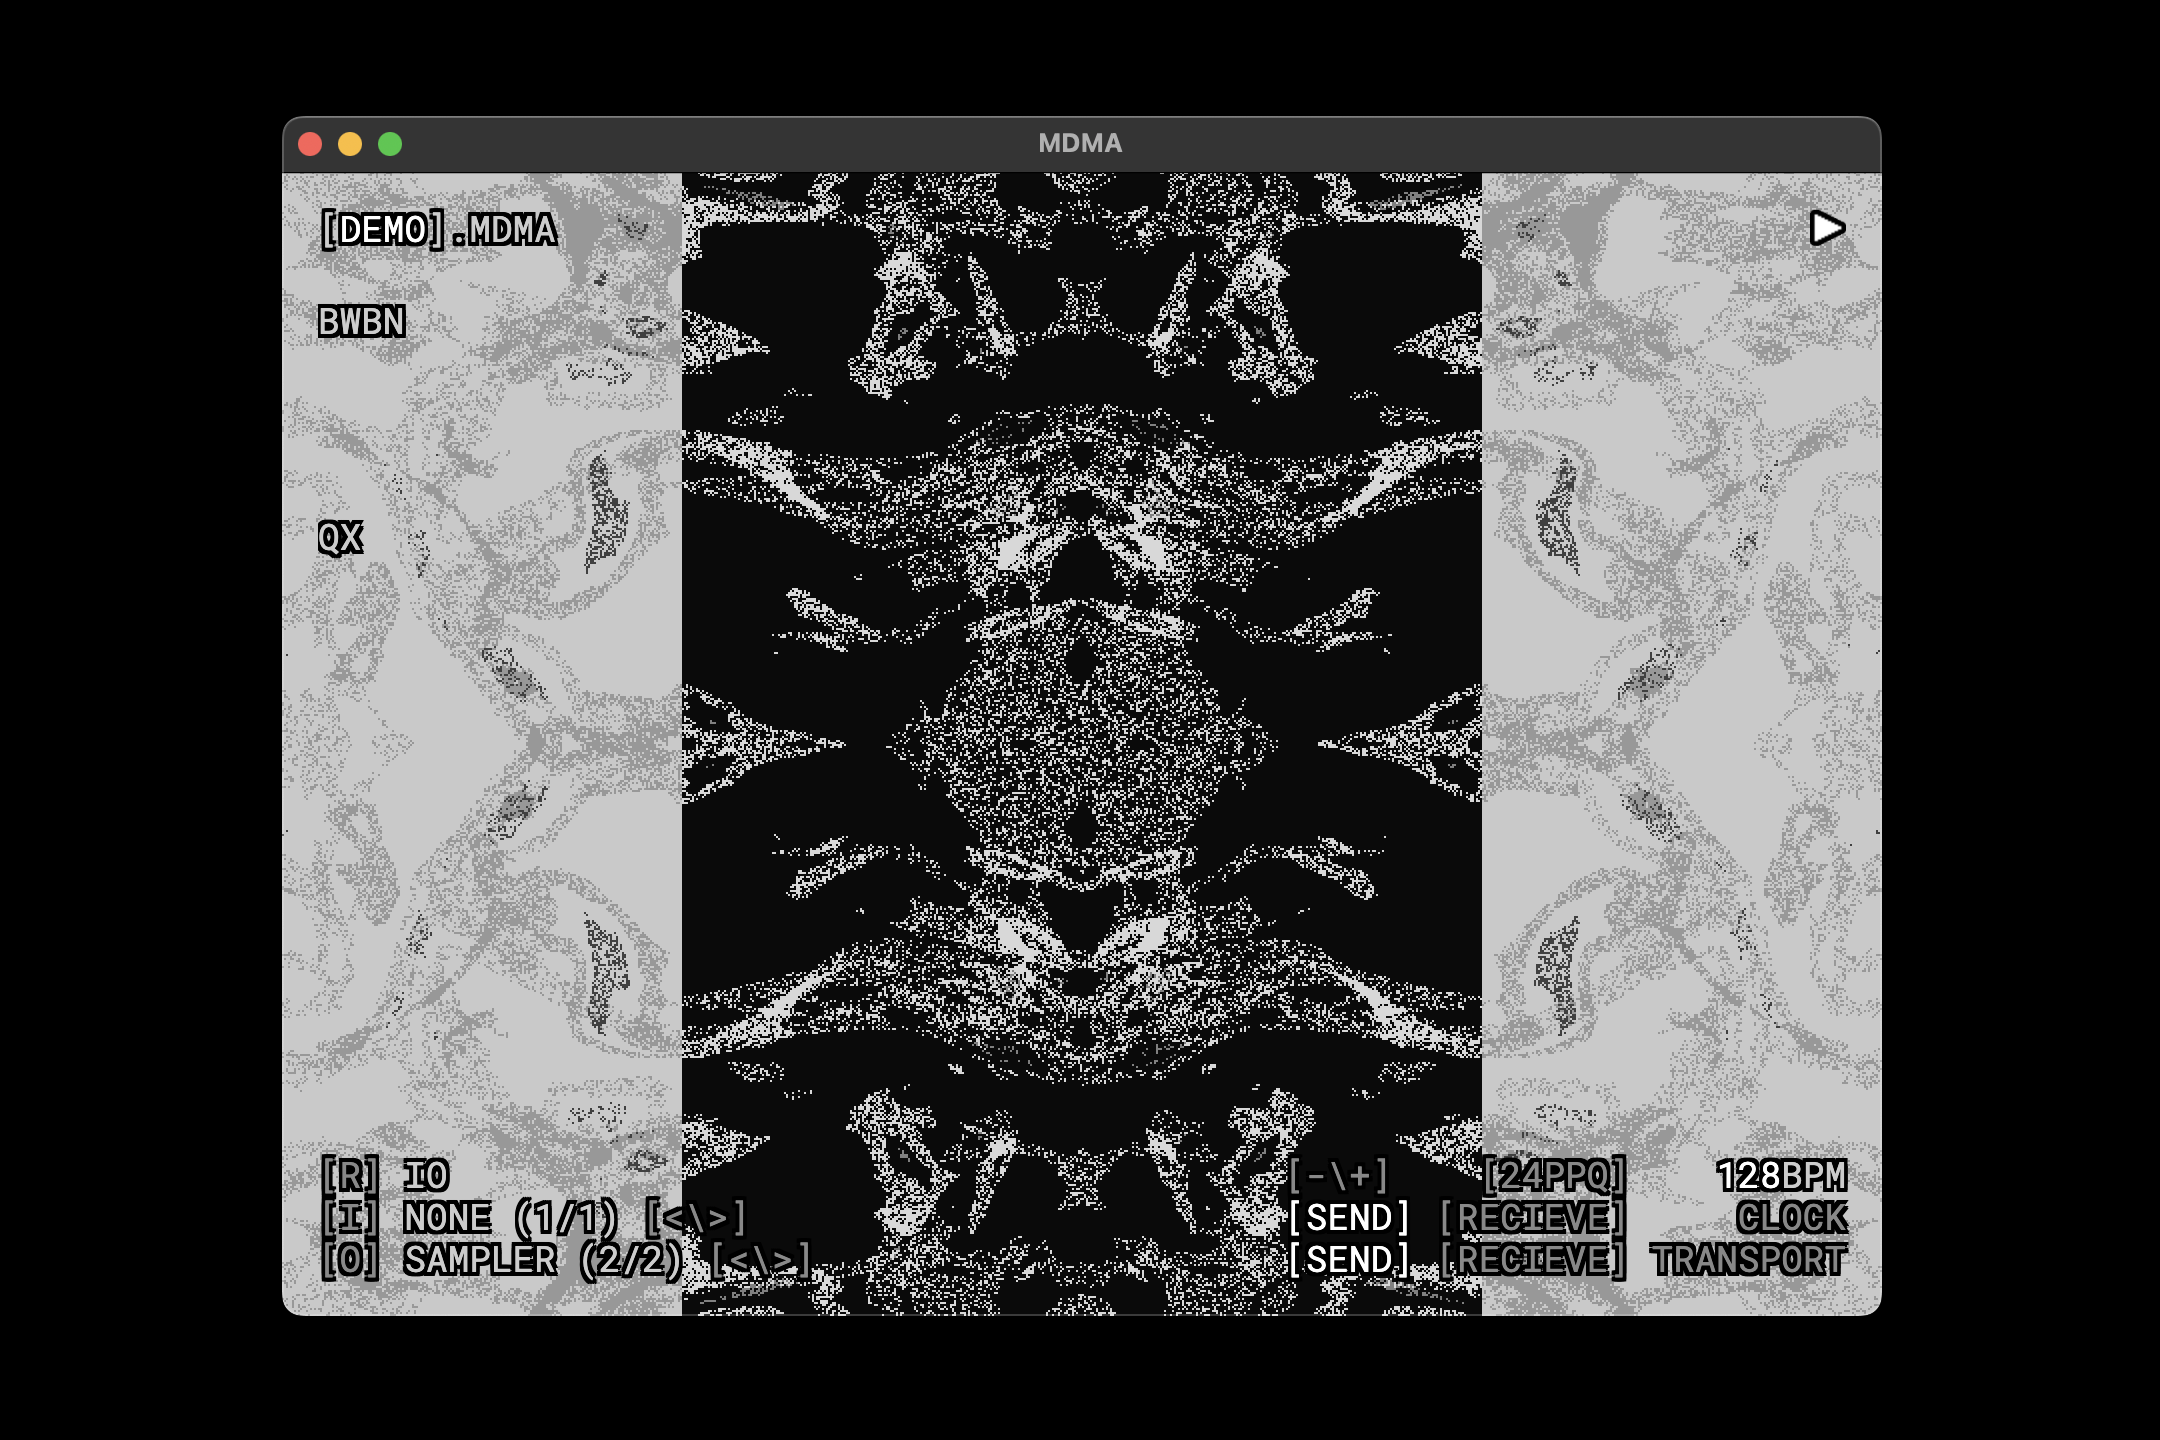 MDMA
[DEMO].MDMA
BWBN
QX
[R] IO
[I] NONE (1/1) [<\>]
[O] SAMPLER (2/2) [<\>]
[-\+] [24PPQ] 128BPM
[SEND] [RECIEVE] CLOCK
[SEND] [RECIEVE] TRANSPORT